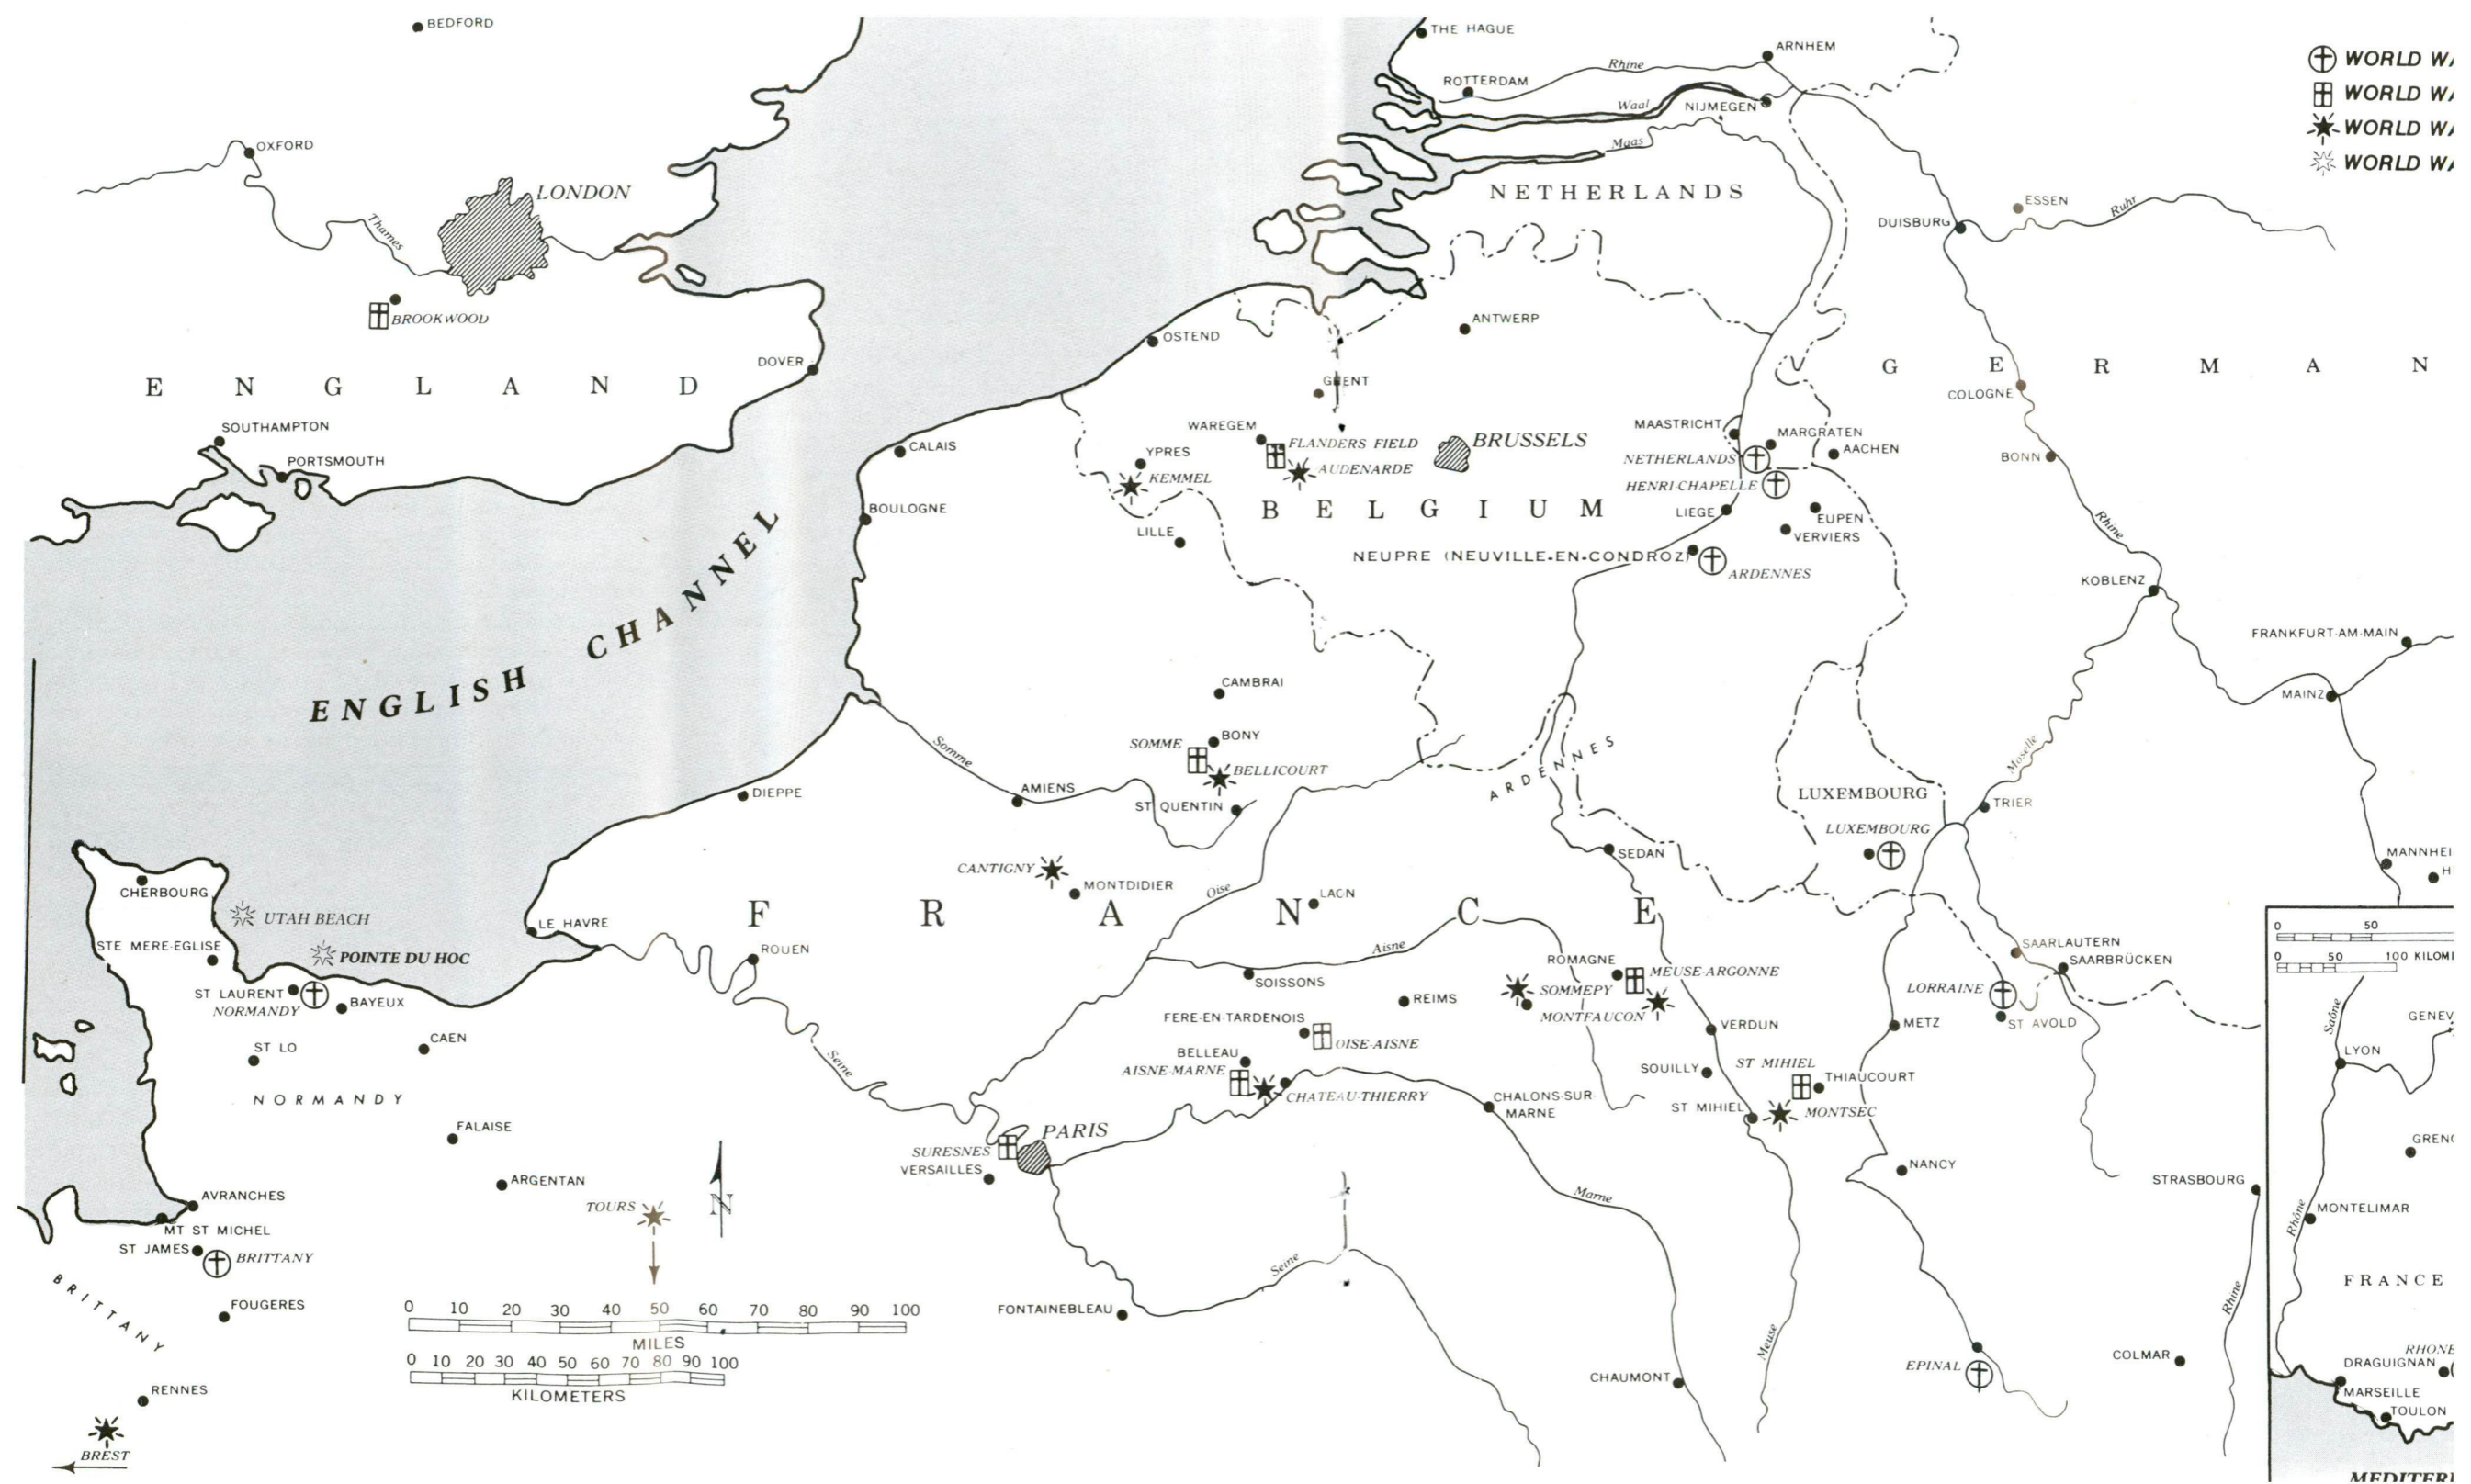 BEDFORD
THE HAGUE
ARNHEM
Rhine
ROTTERDAM
Waal
NIJMEGEN
Maas
WORLD WA
WORLD WA
WORLD WA
WORLD WA
OXFORD
LONDON
Thames
NETHERLANDS
ESSEN
Ruhr
DUISBURG
BROOKWOOD
ANTWERP
OSTEND
DOVER
GHENT
ENGLAND
GERMAN
COLOGNE
SOUTHAMPTON
PORTSMOUTH
CALAIS
WAREGEM
FLANDERS FIELD
AUDENARDE
BRUSSELS
YPRES
KEMMEL
MAASTRICHT
MARGRATEN
AACHEN
NETHERLANDS
HENRI-CHAPELLE
BONN
BOULOGNE
BELGIUM
LIEGE
EUPEN
VERVIERS
Rhine
LILLE
NEUPRE (NEUVILLE-EN-CONDROZ)
ARDENNES
KOBLENZ
ENGLISH CHANNEL
FRANKFURT-AM-MAIN
MAINZ
CAMBRAI
BONY
SOMME
BELLICOURT
Somme
AMIENS
ST QUENTIN
DIEPPE
ARDENNES
Moselle
LUXEMBOURG
LUXEMBOURG
TRIER
SEDAN
MANNHEI
H
CANTIGNY
MONTDIDIER
Oise
LAON
FRANCE
CHERBOURG
UTAH BEACH
STE MERE-EGLISE
POINTE DU HOC
LE HAVRE
ROUEN
Aisne
SOISSONS
REIMS
ROMAGNE
MEUSE-ARGONNE
SOMMEPY
MONTFAUCON
SAARLAUTERN
SAARBRÜCKEN
LORRAINE
ST AVOLD
METZ
VERDUN
ST LAURENT
NORMANDY
BAYEUX
CAEN
ST LO
NORMANDY
Seine
FERE-EN-TARDENOIS
OISE-AISNE
BELLEAU
AISNE-MARNE
CHATEAU-THIERRY
CHALONS-SUR-
MARNE
SOUILLY
ST MIHIEL
THIAUCOURT
ST MIHIEL
MONTSEC
FALAISE
ARGENTAN
PARIS
SURESNES
VERSAILLES
TOURS
N
NANCY
STRASBOURG
Marne
AVRANCHES
MT ST MICHEL
ST JAMES
BRITTANY
BRITTANY
FOUGERES
Seine
FONTAINEBLEAU
0 10 20 30 40 50 60 70 80 90 100
MILES
0 10 20 30 40 50 60 70 80 90 100
KILOMETERS
Meuse
Rhine
CHAUMONT
EPINAL
COLMAR
RENNES
BREST
0 50
0 50 100 KILOME
Saône
GENEV
LYON
GRENO
Rhône
MONTELIMAR
FRANCE
RHONE
DRAGUIGNAN
MARSEILLE
TOULON
MEDITERR